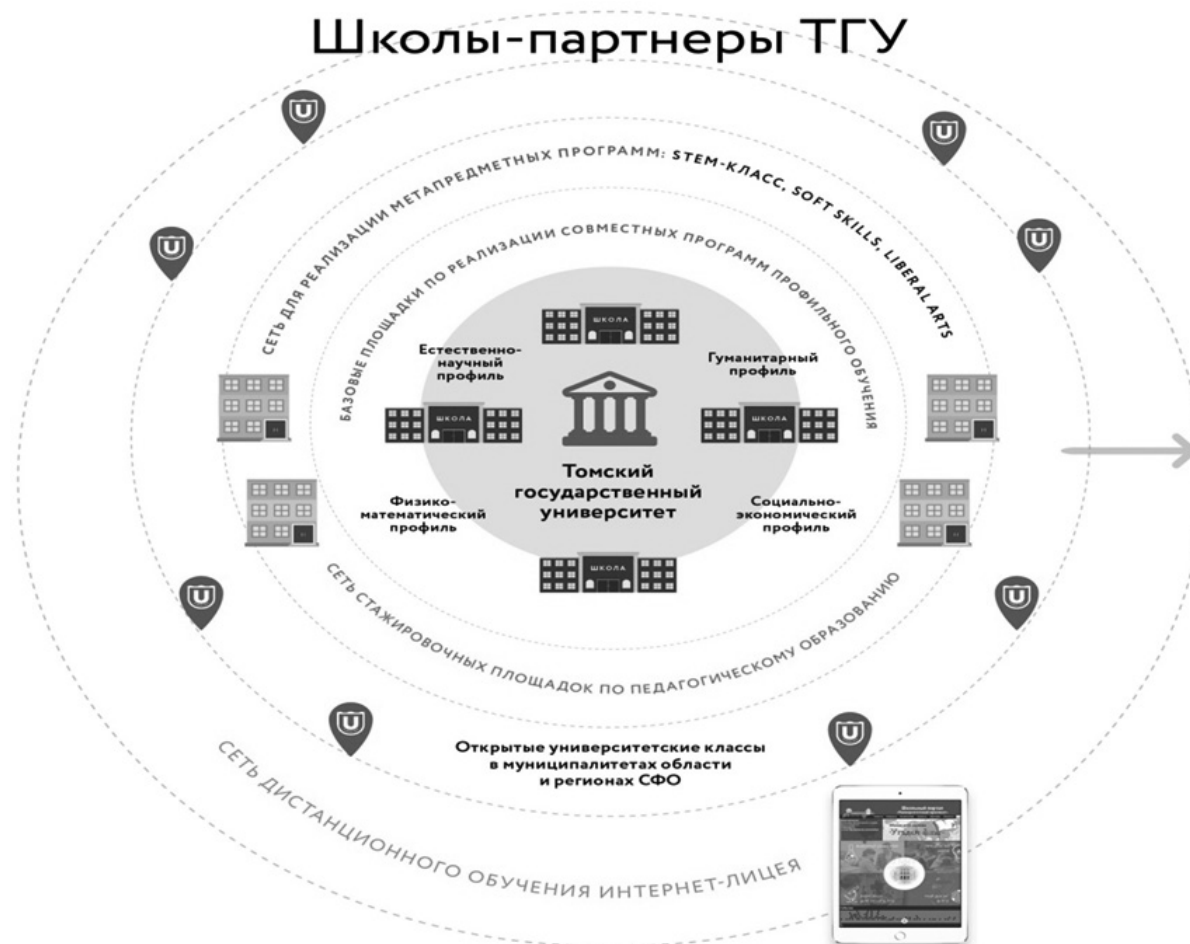 Школы-партнеры ТГУ
СЕТЬ ДЛЯ РЕАЛИЗАЦИИ МЕТАПРЕДМЕТНЫХ ПРОГРАММ: STEM-КЛАСС, SOFT SKILLS, LIBERAL ARTS
БАЗОВЫЕ ПЛОЩАДКИ ПО РЕАЛИЗАЦИИ СОВМЕСТНЫХ ПРОГРАММ ПРОФИЛЬНОГО ОБУЧЕНИЯ
ШКОЛА
Естественно-
научный
профиль
Гуманитарный
профиль
ШКОЛА
ШКОЛА
Томский
государственный
университет
Физико-
математический
профиль
Социально-
экономический
профиль
ШКОЛА
СЕТЬ СТАЖИРОВОЧНЫХ ПЛОЩАДОК ПО ПЕДАГОГИЧЕСКОМУ ОБРАЗОВАНИЮ
Открытые университетские классы
в муниципалитетах области
и регионах СФО
СЕТЬ ДИСТАНЦИОННОГО ОБУЧЕНИЯ ИНТЕРНЕТ-ЛИЦЕЯ
U
U
U
U
U
U
U
U
Школьный портал